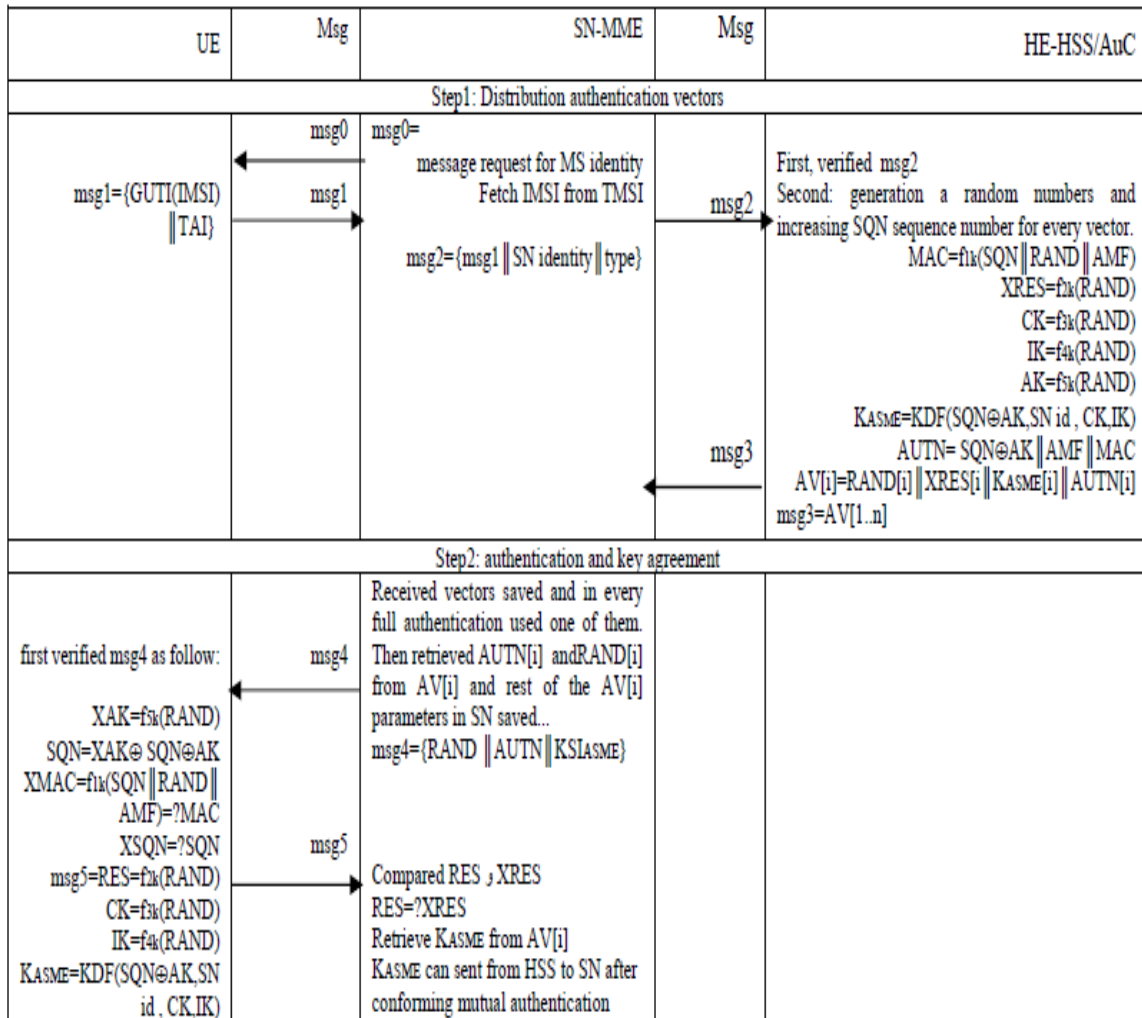 UE
Msg
SN-MME
Msg
HE-HSS/AuC
Step1: Distribution authentication vectors
msg0
msg0=
message request for MS identity
msg1={GUTI(IMSI)
‖TAI}
msg1
Fetch IMSI from TMSI
msg2={msg1‖SN identity‖type}
msg2
First, verified msg2
Second: generation a random numbers and
increasing SQN sequence number for every vector.
MAC=f1k(SQN‖RAND‖AMF)
XRES=f2k(RAND)
CK=f3k(RAND)
IK=f4k(RAND)
AK=f5k(RAND)
KASME=KDF(SQN⊕AK,SN id , CK,IK)
AUTN= SQN⊕AK‖AMF‖MAC
msg3
AV[i]=RAND[i]‖XRES[i‖KASME[i]‖AUTN[i]
msg3=AV[1..n]
Step2: authentication and key agreement
first verified msg4 as follow:
XAK=f5k(RAND)
SQN=XAK⊕ SQN⊕AK
XMAC=f1k(SQN‖RAND‖
AMF)=?MAC
XSQN=?SQN
msg5=RES=f2k(RAND)
CK=f3k(RAND)
IK=f4k(RAND)
KASME=KDF(SQN⊕AK,SN
id , CK,IK)
msg4
msg5
Received vectors saved and in every
full authentication used one of them.
Then retrieved AUTN[i] andRAND[i]
from AV[i] and rest of the AV[i]
parameters in SN saved...
msg4={RAND ‖AUTN‖KSIASME}
Compared RES و XRES
RES=?XRES
Retrieve KASME from AV[i]
KASME can sent from HSS to SN after
conforming mutual authentication